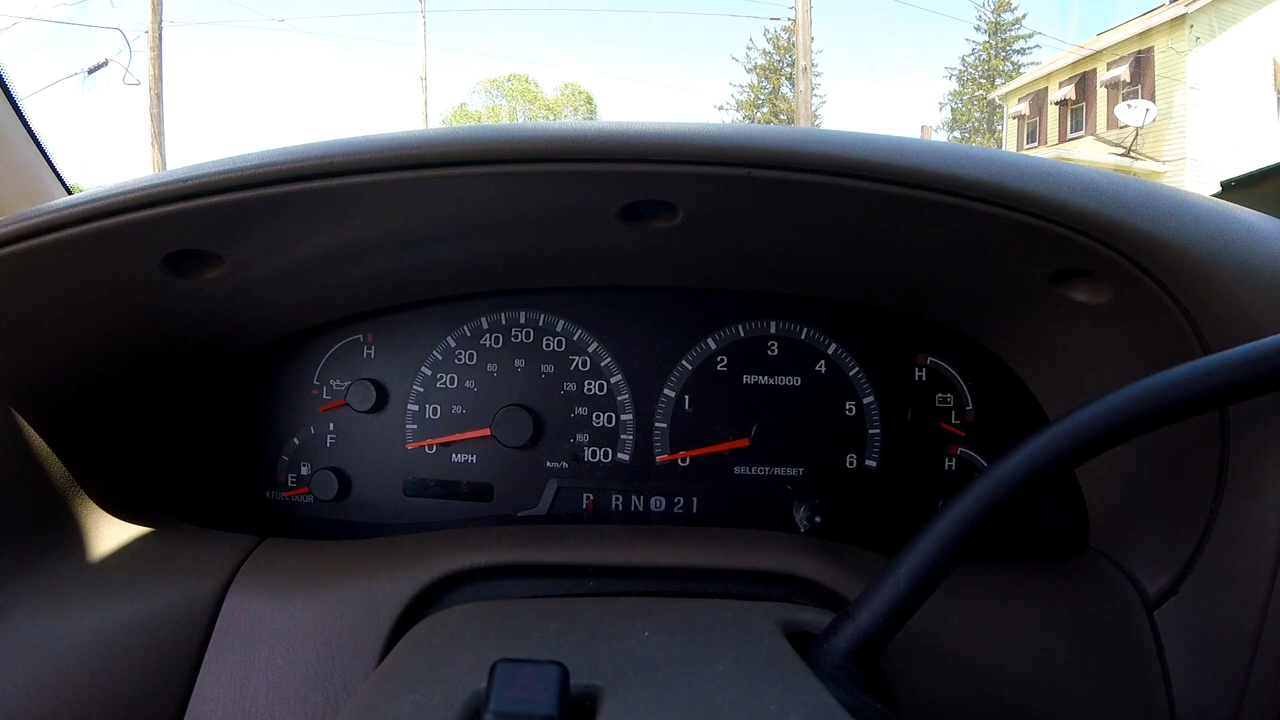 H
L
F
E
< FUEL DOOR
0 10 20 30 40 50 60 70 80 90 100
20 40 60 80 100 120 140 160
MPH
km/h
0 1 2 3 4 5 6
RPMx1000
SELECT/RESET
P R N D 2 1
H
L
H